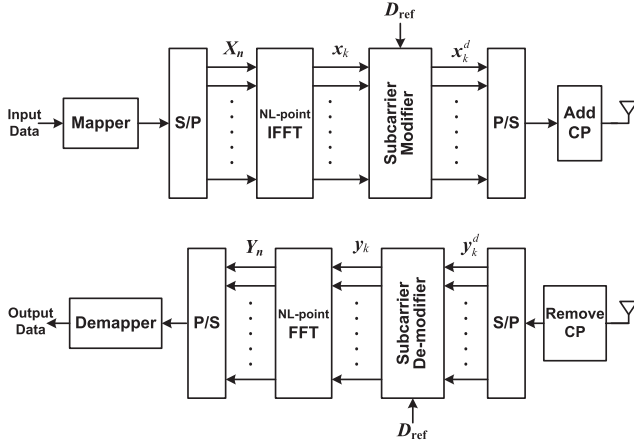 D_ref
X_n
x_k
x_k^d
Input
Data
Mapper
S/P
NL-point
IFFT
Subcarrier
Modifier
P/S
Add
CP
Y_n
y_k
y_k^d
Output
Data
Demapper
P/S
NL-point
FFT
Subcarrier
De-modifier
S/P
Remove
CP
D_ref